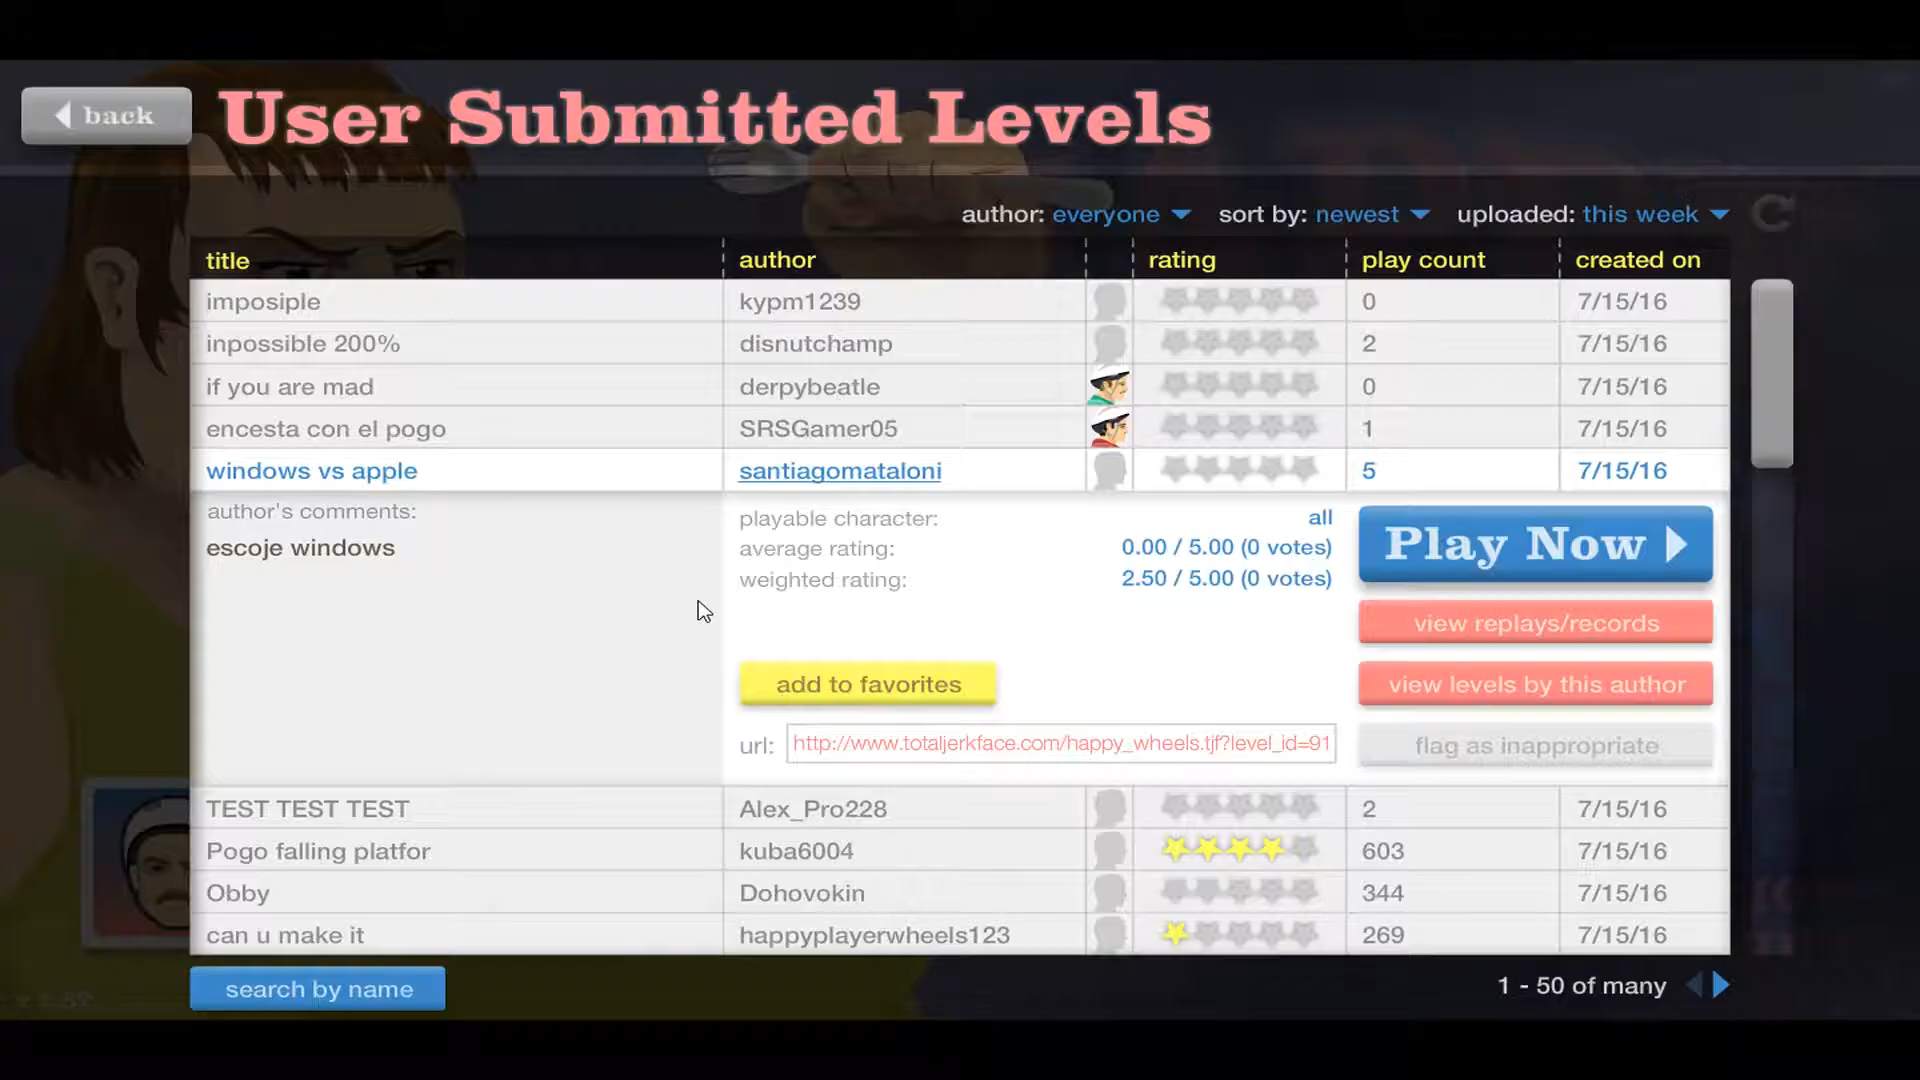 back
User Submitted Levels
author: everyone sort by: newest uploaded: this week
title author rating play count created on
imposiple kypm1239 0 7/15/16
inpossible 200% disnutchamp 2 7/15/16
if you are mad derpybeatle 0 7/15/16
encesta con el pogo SRSGamer05 1 7/15/16
windows vs apple santiagomataloni 5 7/15/16
author's comments:
escoje windows
playable character: all
average rating: 0.00 / 5.00 (0 votes)
weighted rating: 2.50 / 5.00 (0 votes)
Play Now
view replays/records
add to favorites
view levels by this author
url: http://www.totaljerkface.com/happy_wheels.tjf?level_id=91
flag as inappropriate
TEST TEST TEST Alex_Pro228 2 7/15/16
Pogo falling platfor kuba6004 603 7/15/16
Obby Dohovokin 344 7/15/16
can u make it happyplayerwheels123 269 7/15/16
search by name
1 - 50 of many